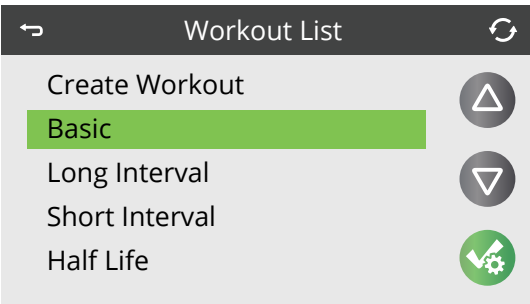 Workout List
Create Workout
Basic
Long Interval
Short Interval
Half Life